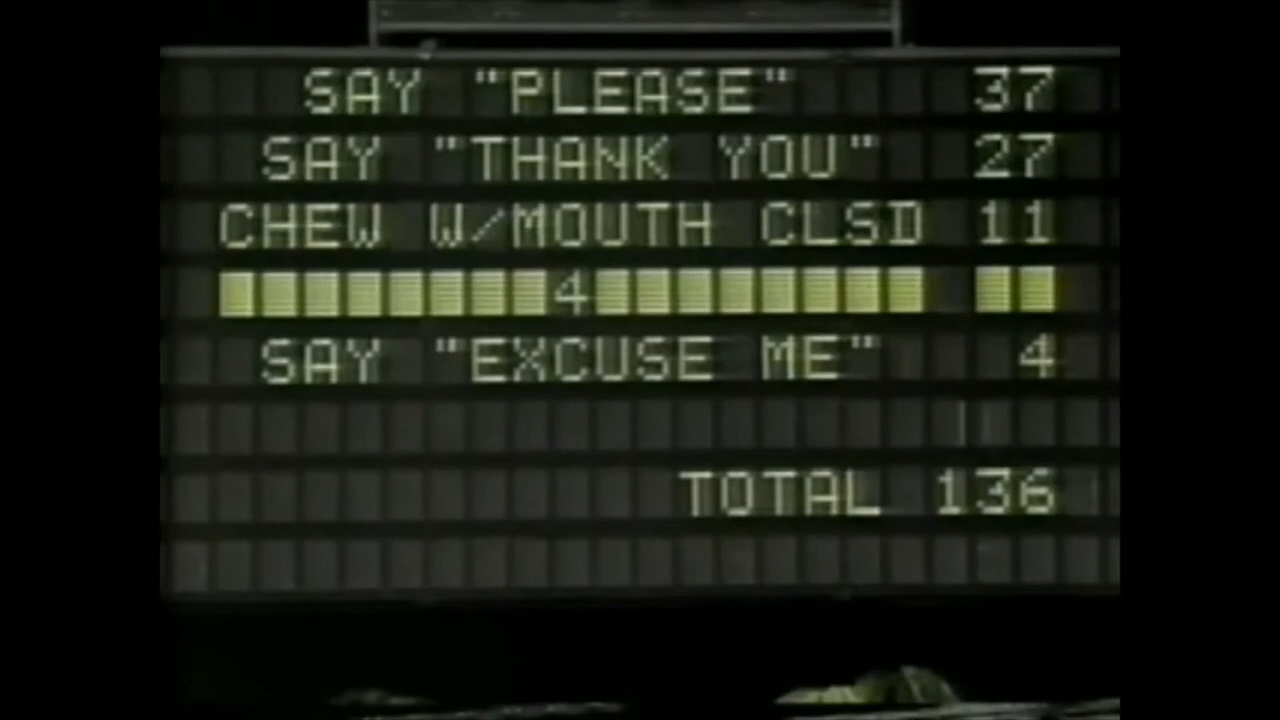 SAY "PLEASE" 37
SAY "THANK YOU" 27
CHEW W/MOUTH CLSD 11
4
SAY "EXCUSE ME" 4
TOTAL 136